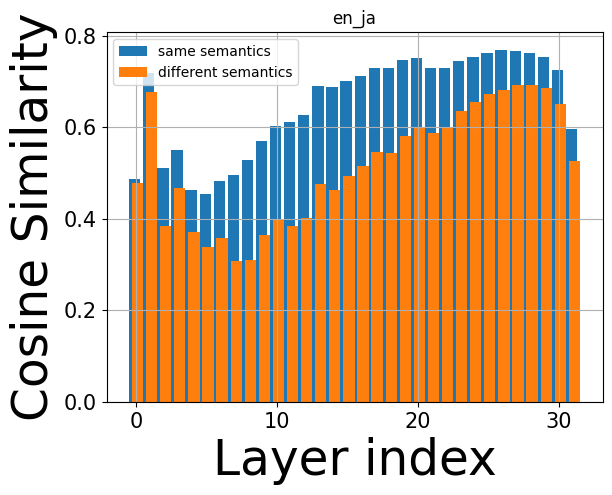 en_ja
same semantics
different semantics
Cosine Similarity
0.8
0.6
0.4
0.2
0.0
0 10 20 30
Layer index